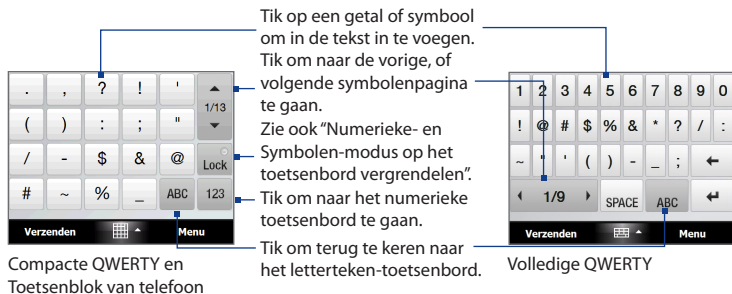 Tik op een getal of symbool
om in de tekst in te voegen.
Tik om naar de vorige, of
volgende symbolenpagina
te gaan.
Zie ook “Numerieke- en
Symbolen-modus op het
toetsenbord vergrendelen”.
Tik om naar het numerieke
toetsenbord te gaan.
Tik om terug te keren naar
het letterteken-toetsenbord.
. , ? ! '
1/13
( ) : ; "
/ - $ & @ Lock
# ~ % _ ABC 123
Verzenden Menu
Compacte QWERTY en
Toetsenblok van telefoon
1 2 3 4 5 6 7 8 9 0
! @ # $ % & * ? / :
~ " ' ( ) - _ ; 
1/9 SPACE ABC
Verzenden Menu
Volledige QWERTY